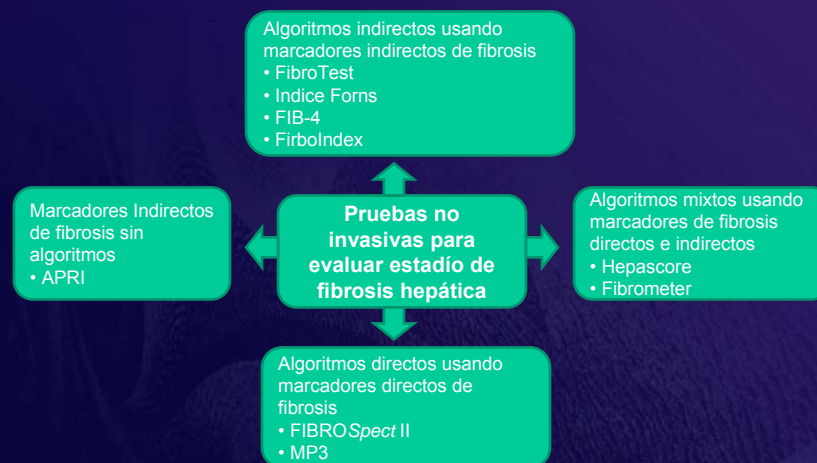 Algoritmos indirectos usando
marcadores indirectos de fibrosis
• FibroTest
• Indice Forns
• FIB-4
• FirboIndex
Marcadores Indirectos
de fibrosis sin
algoritmos
• APRI
Pruebas no
invasivas para
evaluar estadío de
fibrosis hepática
Algoritmos mixtos usando
marcadores de fibrosis
directos e indirectos
• Hepascore
• Fibrometer
Algoritmos directos usando
marcadores directos de
fibrosis
• FIBROSpect II
• MP3